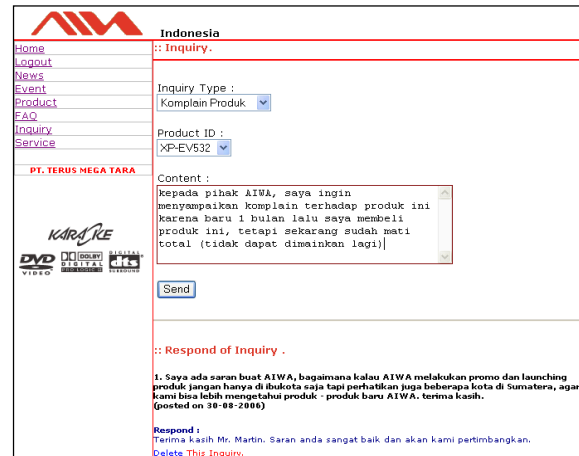 AIWA
Indonesia
Home
Logout
News
Event
Product
FAQ
Inquiry
Service
PT. TERUS MEGA TARA
KARAOKE
DVD
VIDEO
DOLBY
DIGITAL
PRO LOGIC II
DIGITAL
dts
SURROUND
:: Inquiry.
Inquiry Type :
Komplain Produk
Product ID :
XP-EV532
Content :
kepada pihak AIWA, saya ingin
menyampaikan komplain terhadap produk ini
karena baru 1 bulan lalu saya membeli
produk ini, tetapi sekarang sudah mati
total (tidak dapat dimainkan lagi)
Send
:: Respond of Inquiry .
1. Saya ada saran buat AIWA, bagaimana kalau AIWA melakukan promo dan launching
produk jangan hanya di ibukota saja tapi perhatikan juga beberapa kota di Sumatera, agar
kami bisa lebih mengetahui produk - produk baru AIWA. terima kasih.
(posted on 30-08-2006)
Respond :
Terima kasih Mr. Martin. Saran anda sangat baik dan akan kami pertimbangkan.
Delete This Inquiry.